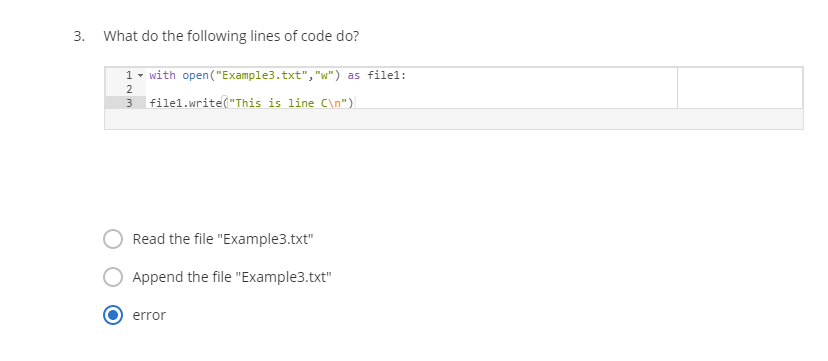 3. What do the following lines of code do?
1 with open("Example3.txt","w") as file1:
2
3 file1.write("This is line C\n")
Read the file "Example3.txt"
Append the file "Example3.txt"
error